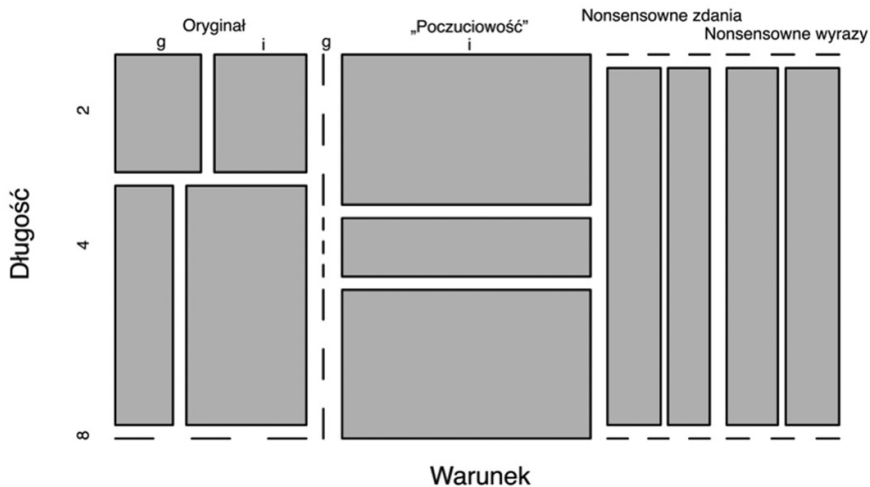 Oryginał „Poczuciowość” Nonsensowne zdania
Nonsensowne wyrazy
g i g i
2
4
8
Długość
Warunek